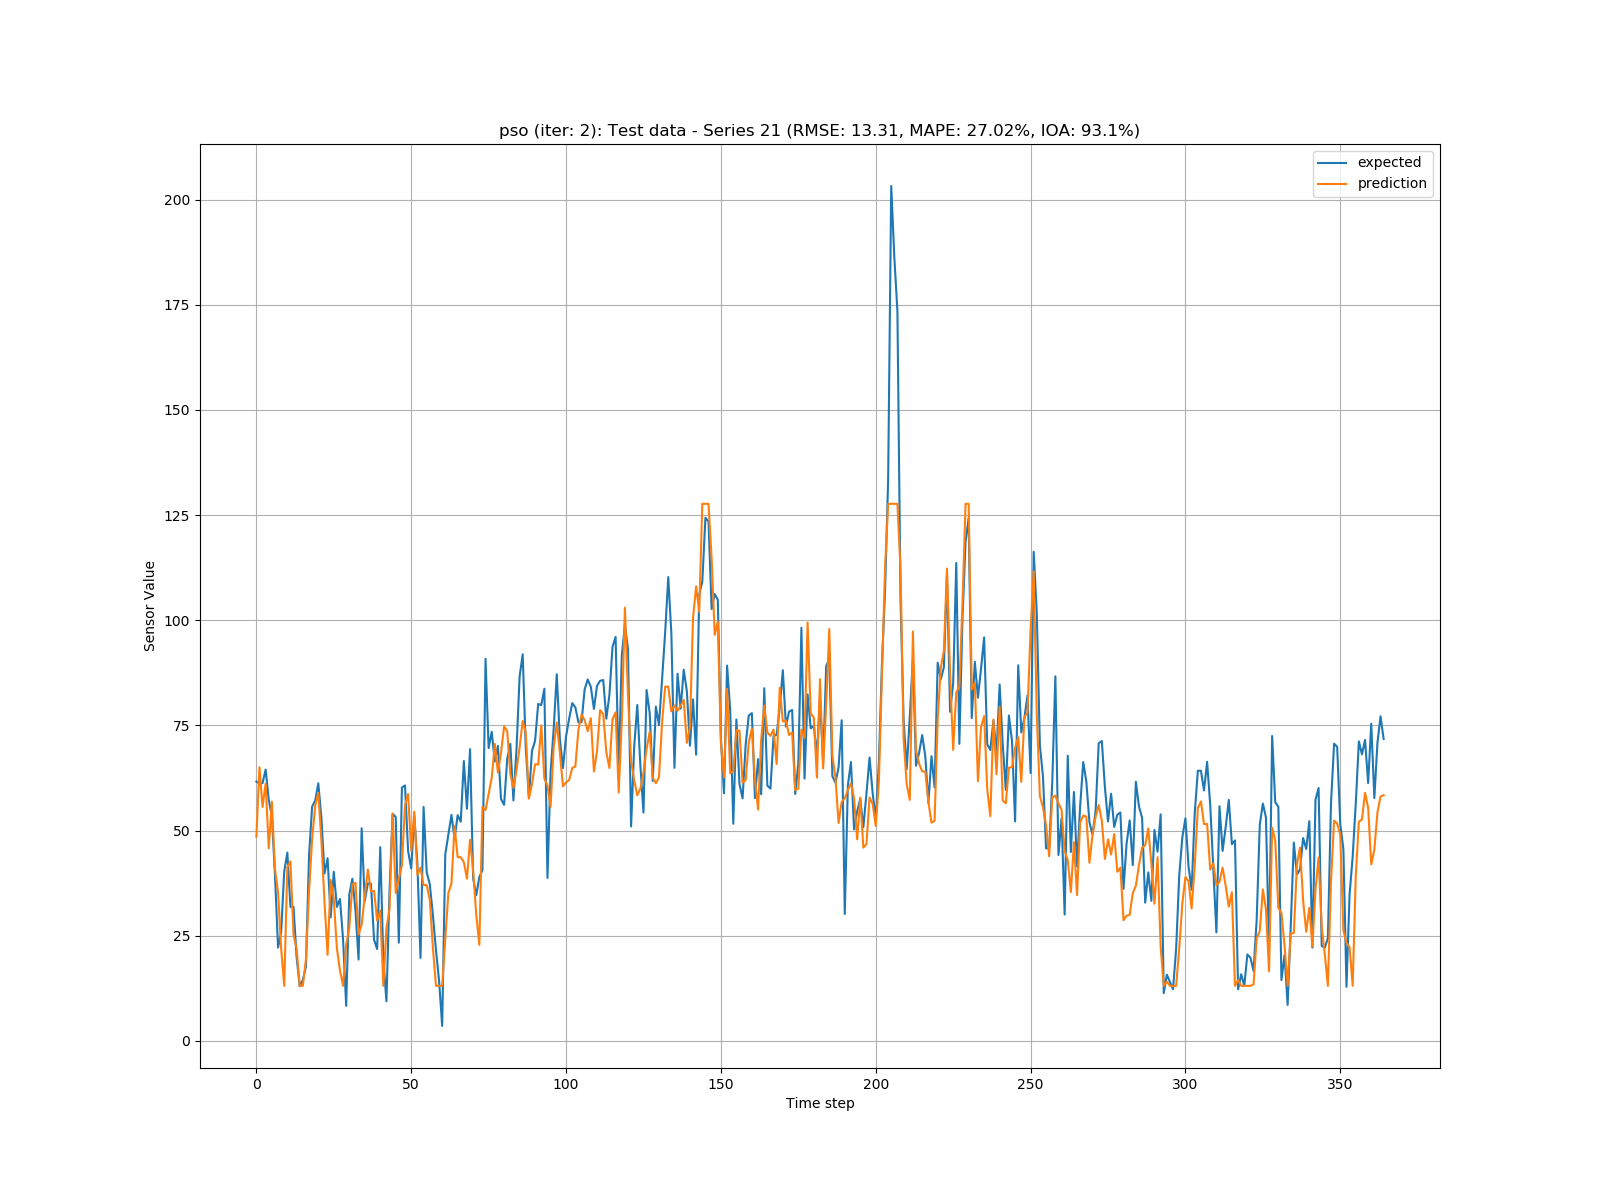 pso (iter: 2): Test data - Series 21 (RMSE: 13.31, MAPE: 27.02%, IOA: 93.1%)
expected
prediction
200
175
150
125
100
75
50
25
0
Sensor Value
0 50 100 150 200 250 300 350
Time step